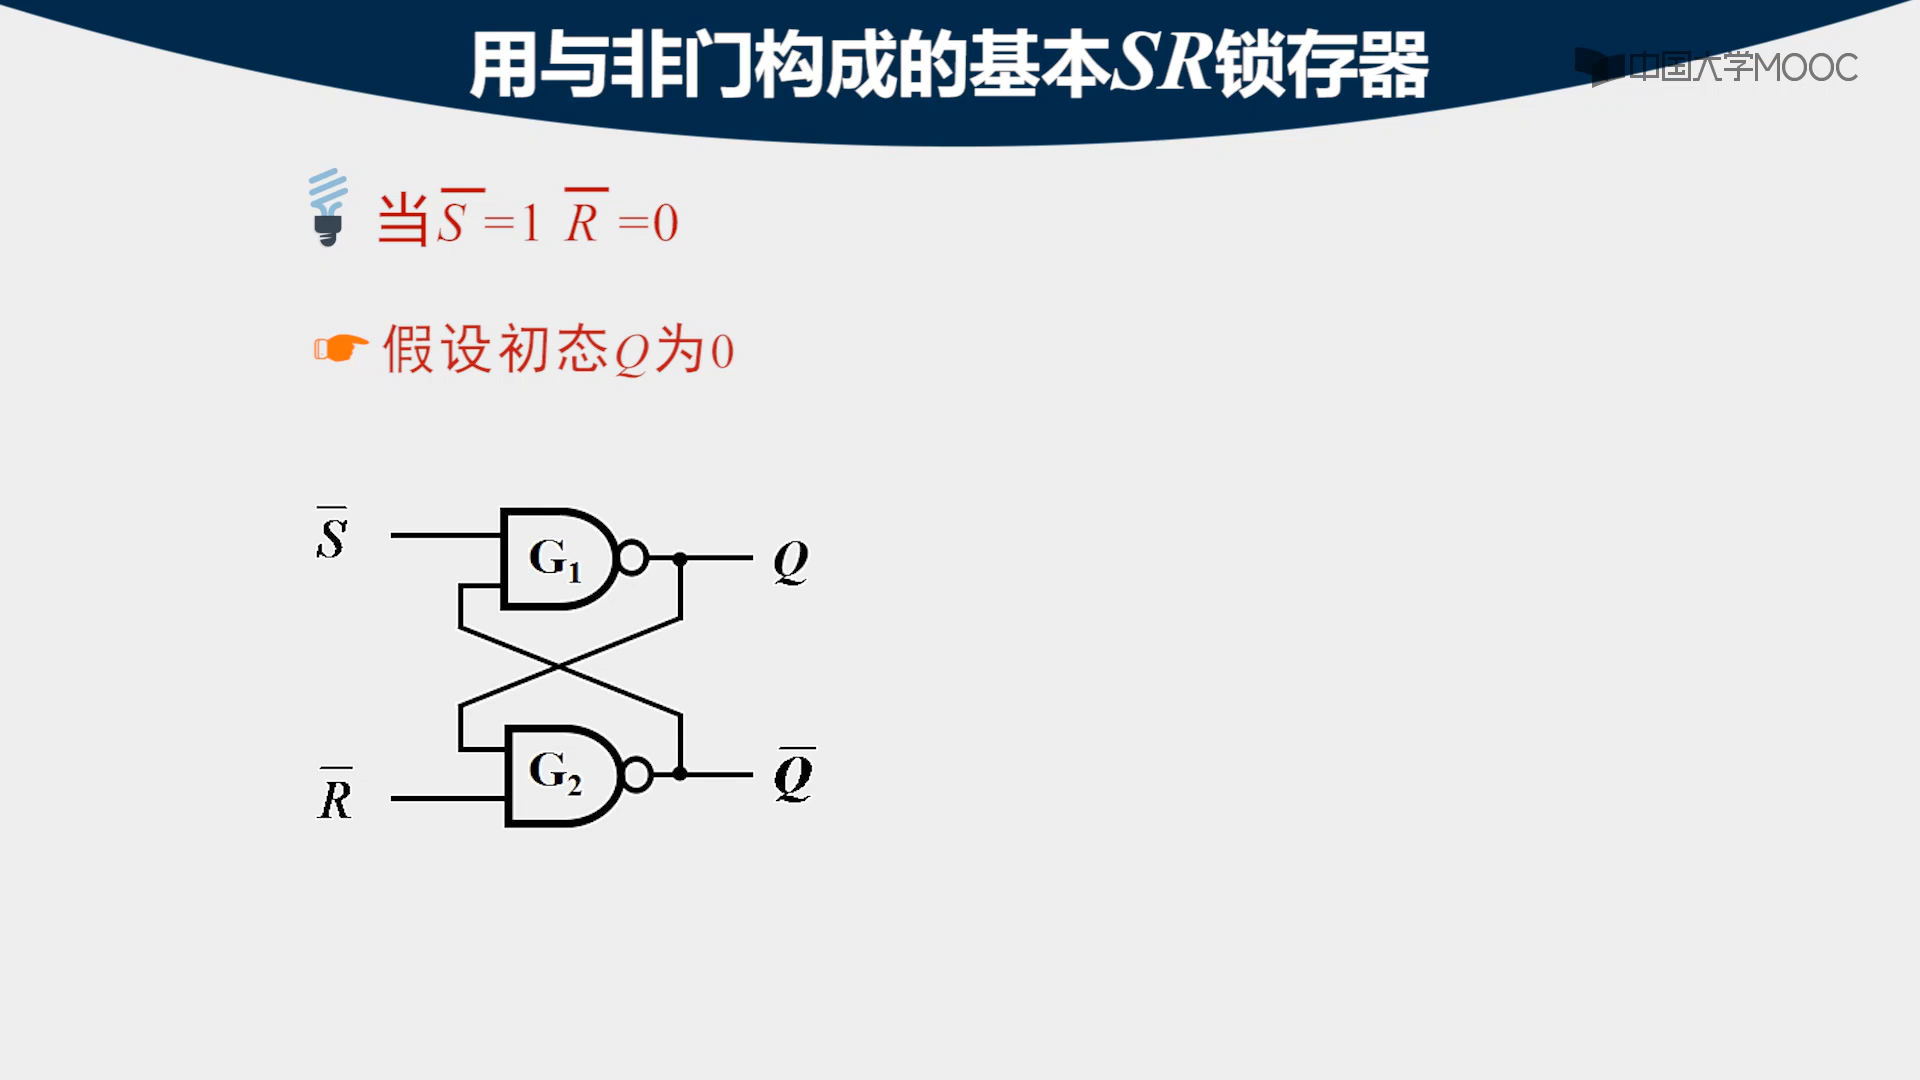 用与非门构成的基本SR锁存器
中国大学MOOC
当S̅=1 R̅=0
假设初态Q为0
S̅
G₁
Q
G₂
Q̅
R̅